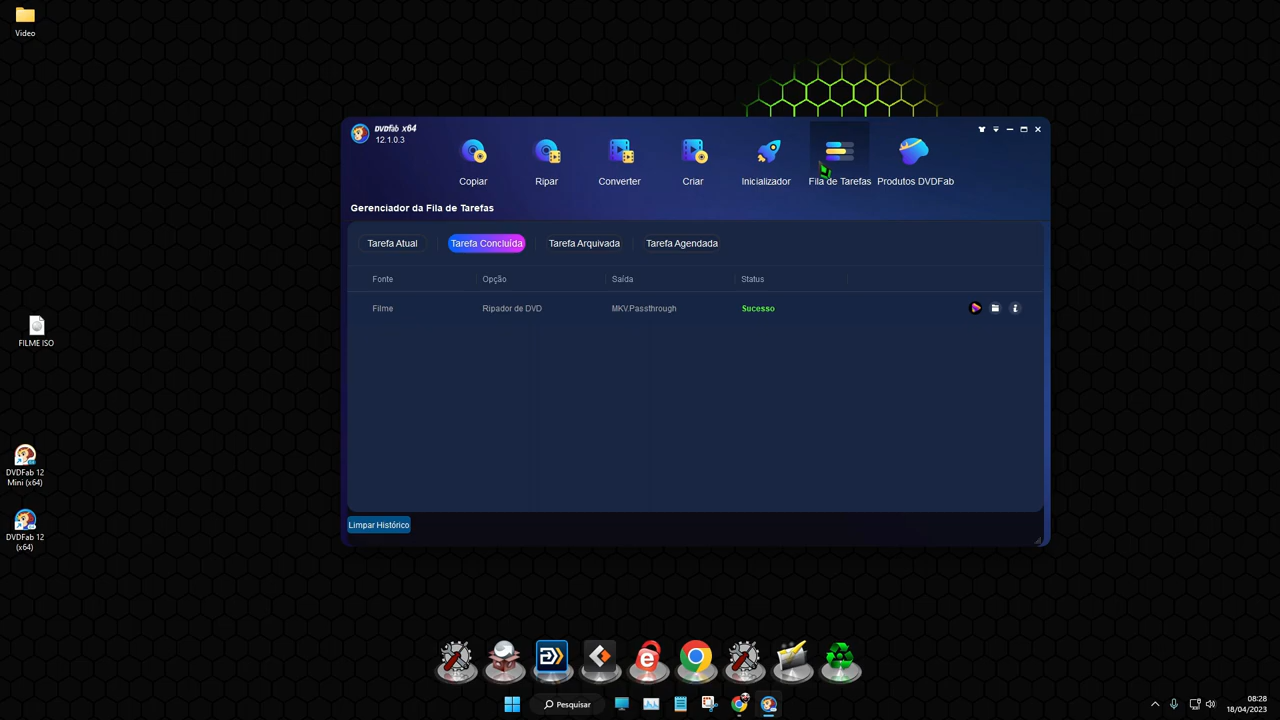 Video
DVDFab x64
12.1.0.3
Copiar
Ripar
Converter
Criar
Inicializador
Fila de Tarefas
Produtos DVDFab
Gerenciador da Fila de Tarefas
Tarefa Atual
Tarefa Concluída
Tarefa Arquivada
Tarefa Agendada
Fonte
Opção
Saída
Status
Filme
Ripador de DVD
MKV.Passthrough
Sucesso
FILME ISO
DVDFab 12
Mini (x64)
DVDFab 12
(x64)
Limpar Histórico
Pesquisar
08:28
18/04/2023